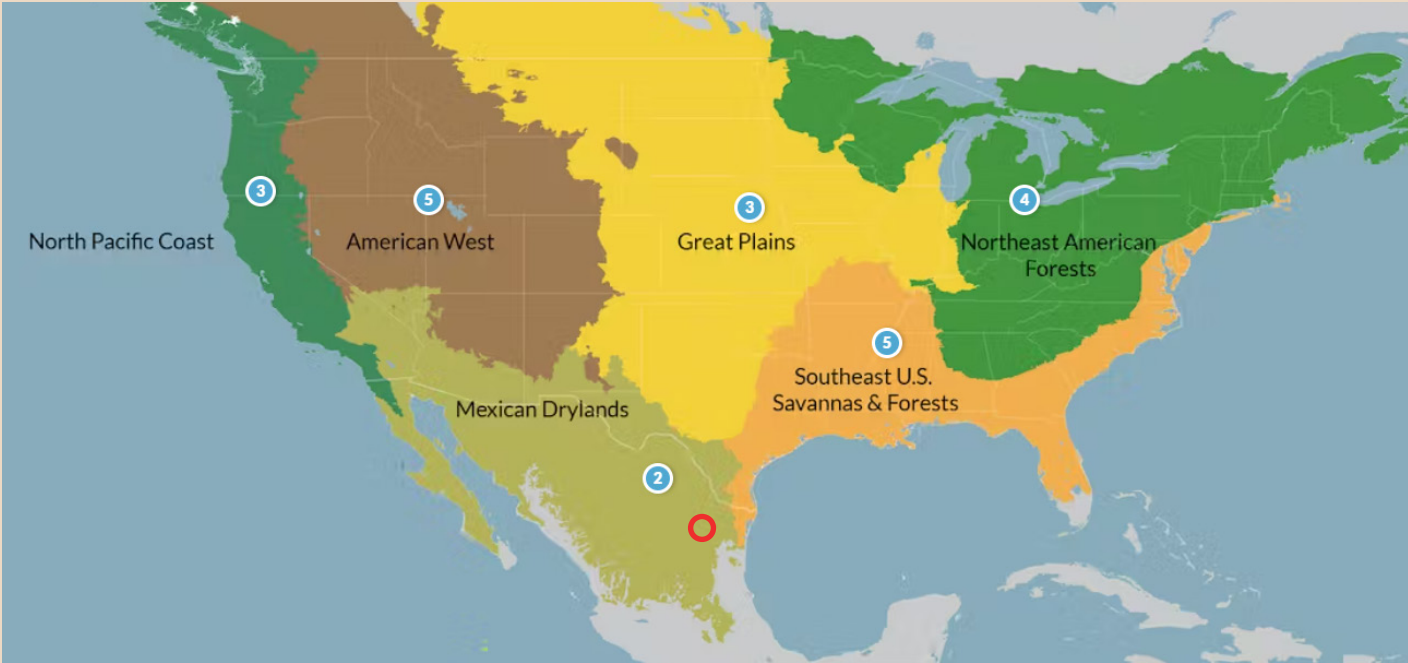 3
5
3
4
North Pacific Coast
American West
Great Plains
Northeast American
Forests
5
Southeast U.S.
Savannas & Forests
Mexican Drylands
2